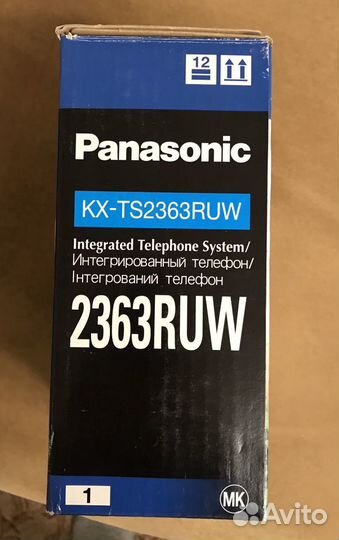 12
Panasonic
KX-TS2363RUW
Integrated Telephone System/
Интегрированный телефон/
Інтегрований телефон
2363RUW
1
MK
Avito